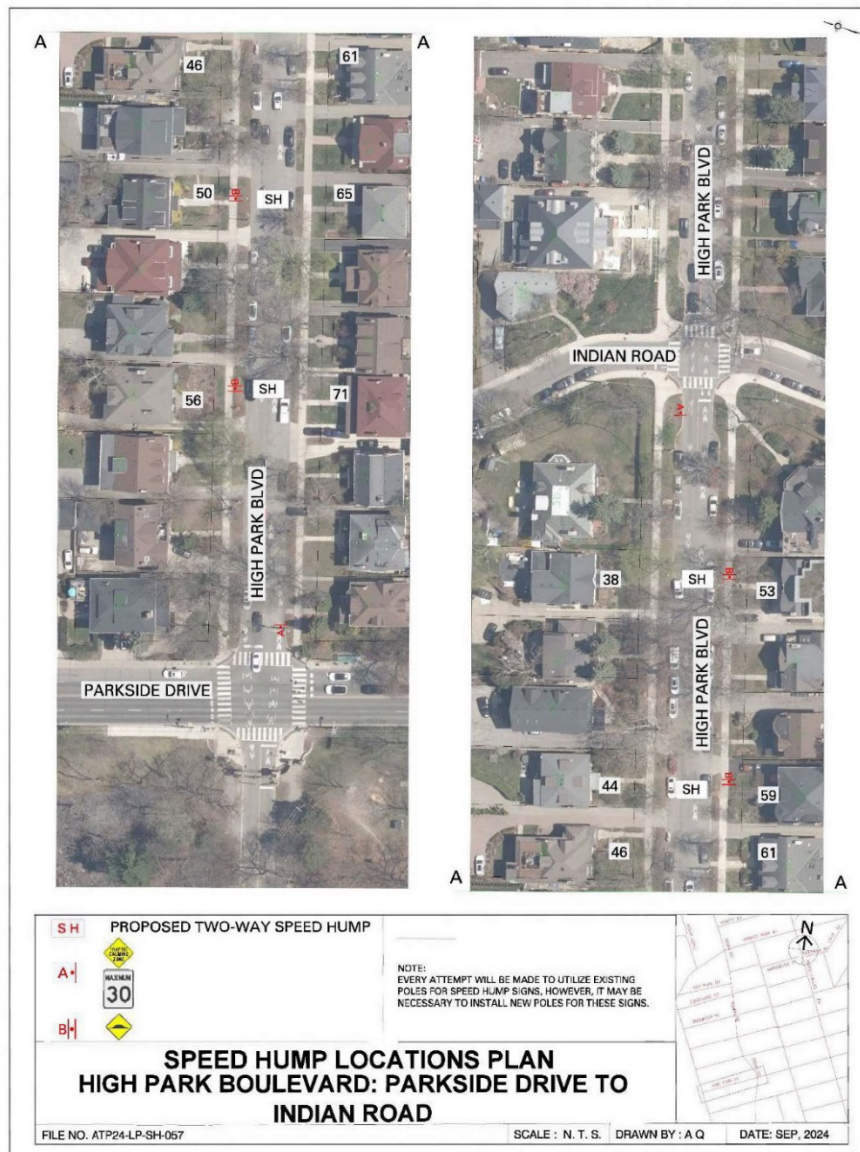 A
A
46
61
50
B
SH
65
56
B
SH
71
HIGH PARK BLVD
A
PARKSIDE DRIVE
HIGH PARK BLVD
INDIAN ROAD
A
38
SH
B
53
HIGH PARK BLVD
44
SH
B
59
46
61
A
A
SH PROPOSED TWO-WAY SPEED HUMP
A
MAXIMUM
30
B
NOTE:
EVERY ATTEMPT WILL BE MADE TO UTILIZE EXISTING
POLES FOR SPEED HUMP SIGNS, HOWEVER, IT MAY BE
NECESSARY TO INSTALL NEW POLES FOR THESE SIGNS.
N
SPEED HUMP LOCATIONS PLAN
HIGH PARK BOULEVARD: PARKSIDE DRIVE TO
INDIAN ROAD
FILE NO. ATP24-LP-SH-057
SCALE : N. T. S.
DRAWN BY : A Q
DATE: SEP, 2024